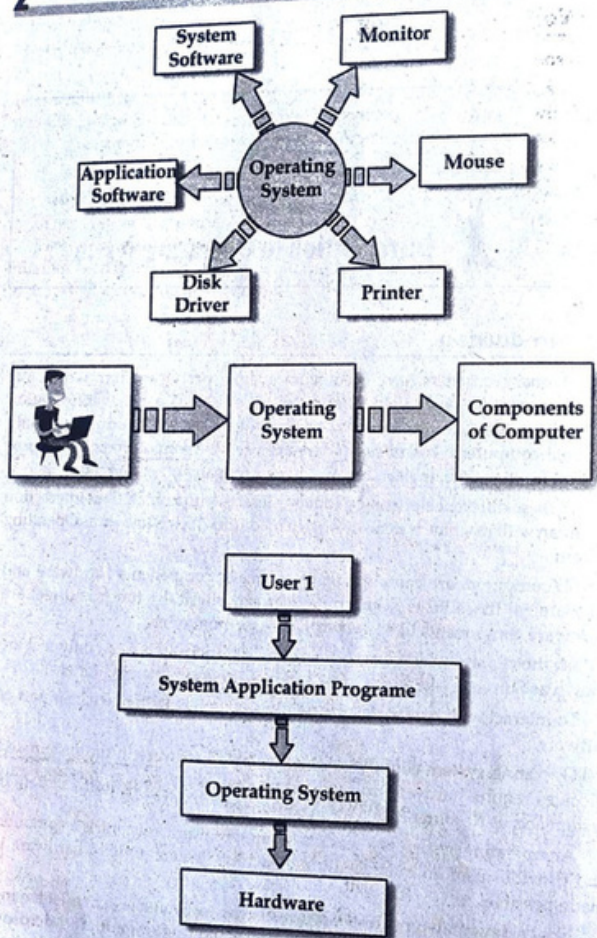 2
System
Software
Monitor
Application
Software
Operating
System
Mouse
Disk
Driver
Printer
Operating
System
Components
of Computer
User 1
System Application Programe
Operating System
Hardware